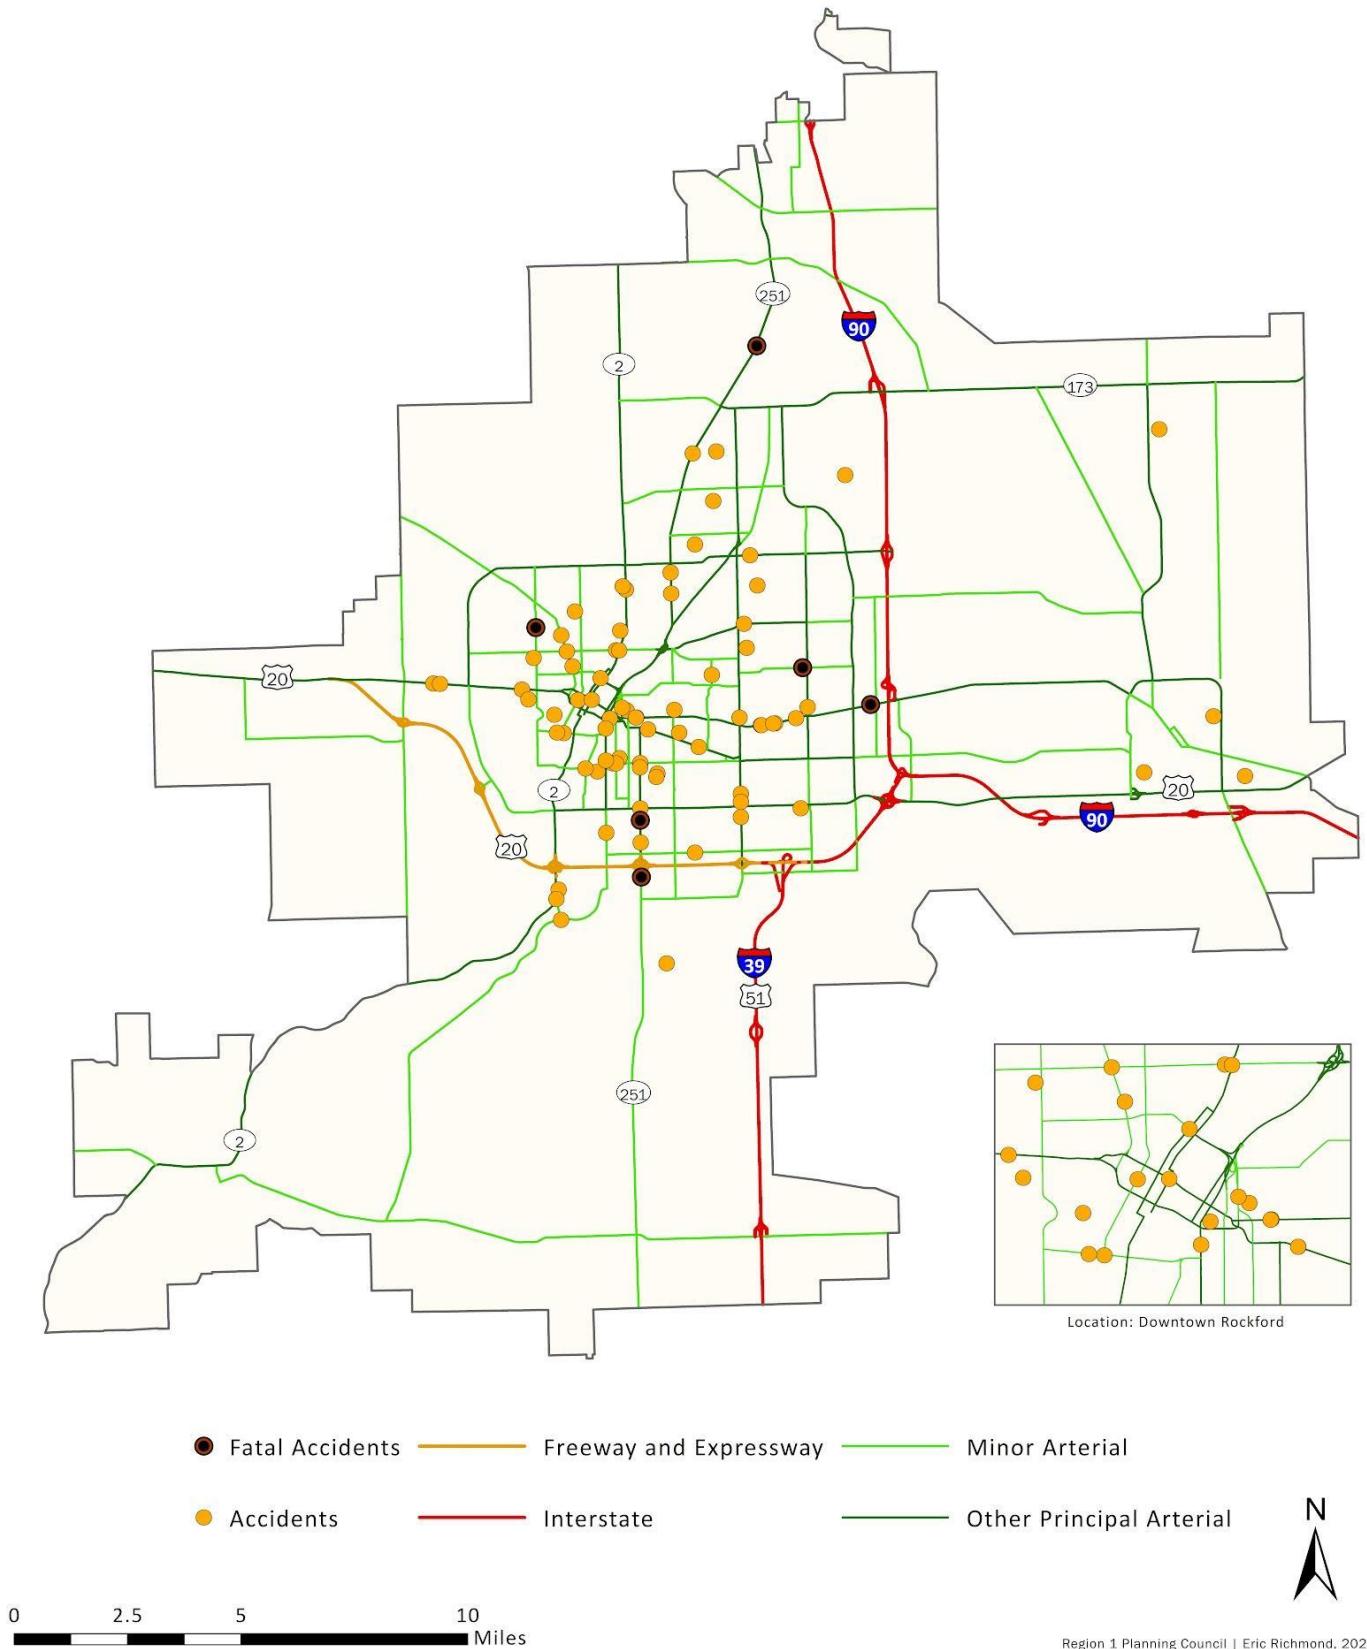 251
90
2
173
20
2
20
20
90
39
51
251
2
Location: Downtown Rockford
Fatal Accidents Freeway and Expressway Minor Arterial
Accidents Interstate Other Principal Arterial
N
0 2.5 5 10
Miles
Region 1 Planning Council | Eric Richmond, 202